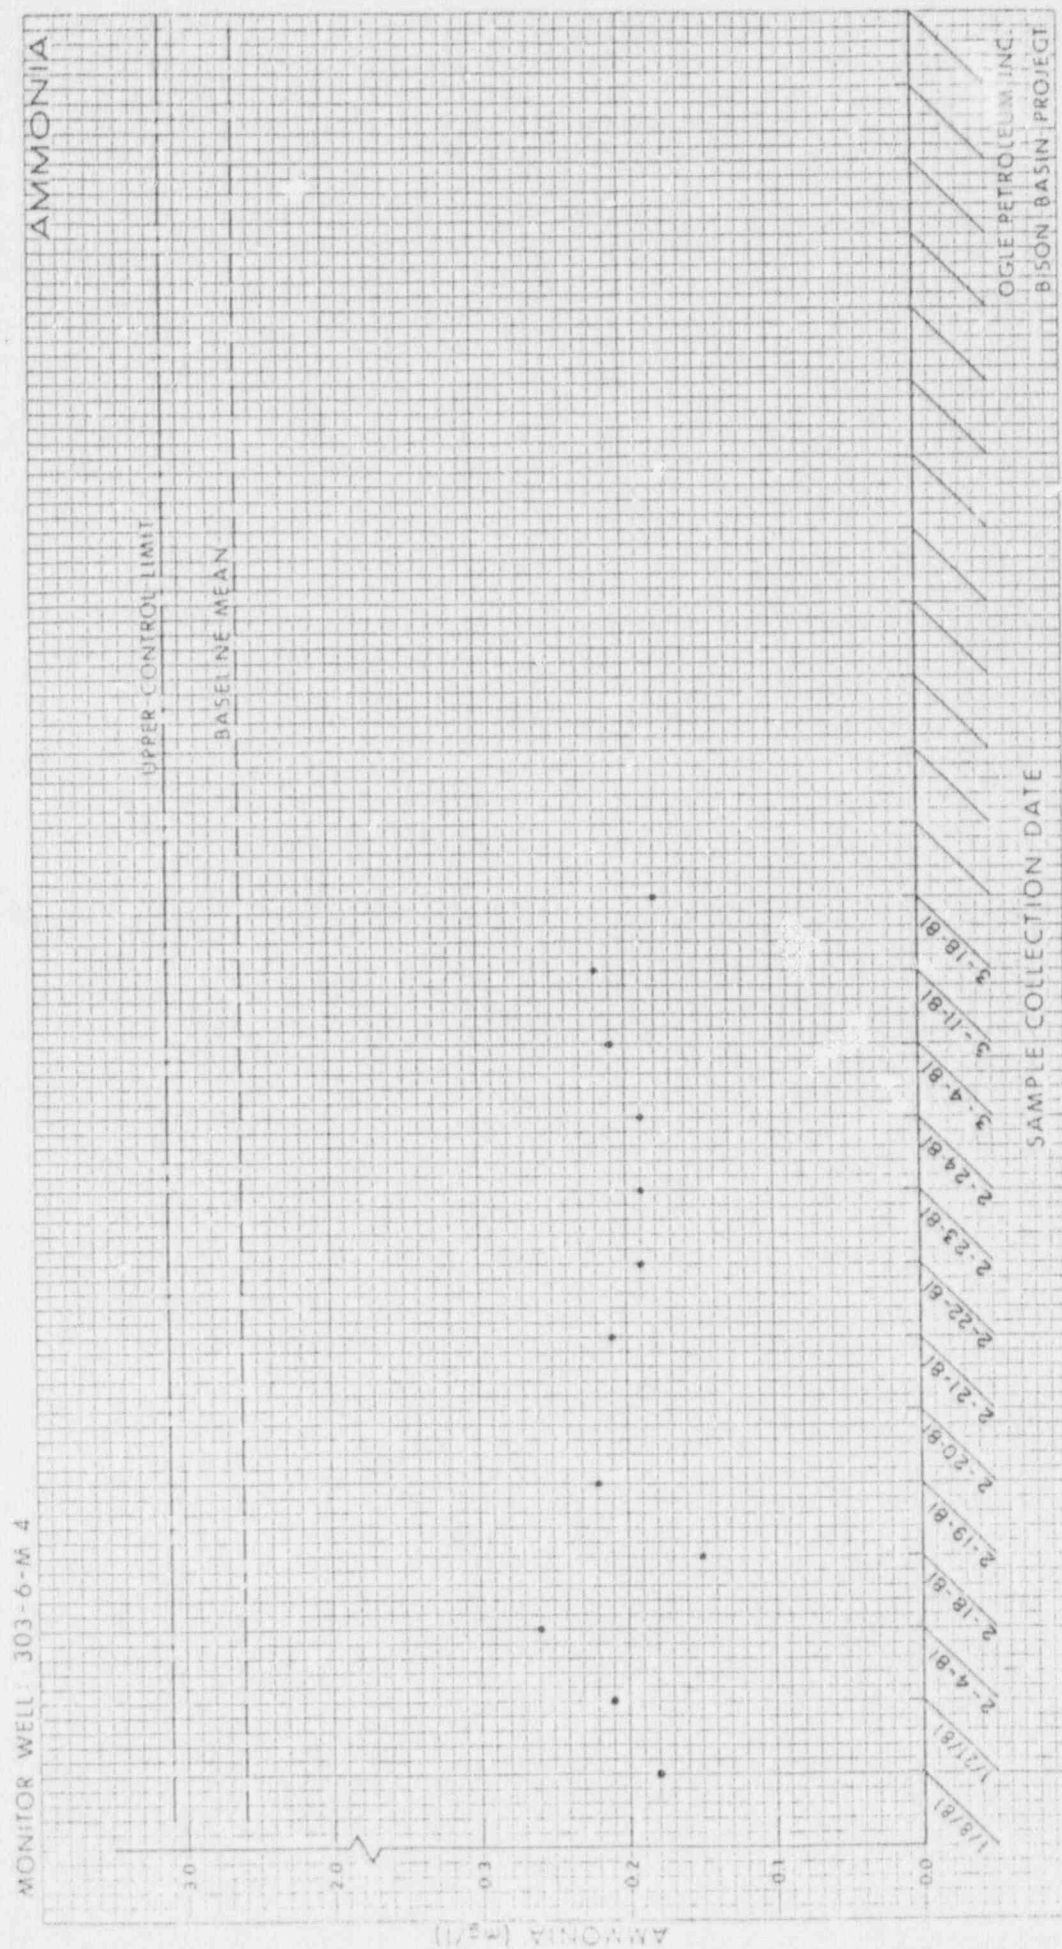 MONITOR WELL: 303-6-M 4
AMMONIA
UPPER CONTROL LIMIT
BASELINE MEAN
AMMONIA (mg/l)
3.0
2.0
0.3
0.2
0.1
0.0
1/8/81
1/27/81
2-4-81
2-18-81
2-19-81
2-20-81
2-21-81
2-22-81
2-23-81
2-24-81
3-4-81
3-11-81
3-18-81
SAMPLE COLLECTION DATE
OGLE PETROLEUM INC.
BISON BASIN PROJECT